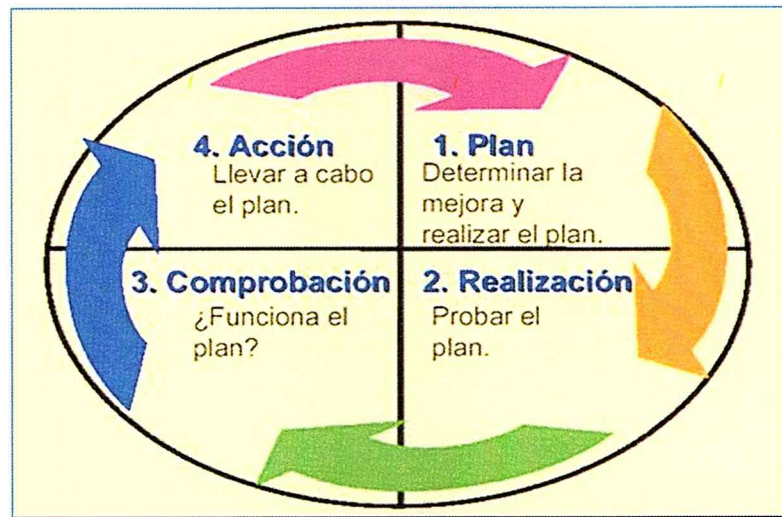 4. Acción
Llevar a cabo
el plan.
1. Plan
Determinar la
mejora y
realizar el plan.
3. Comprobación
¿Funciona el
plan?
2. Realización
Probar el
plan.